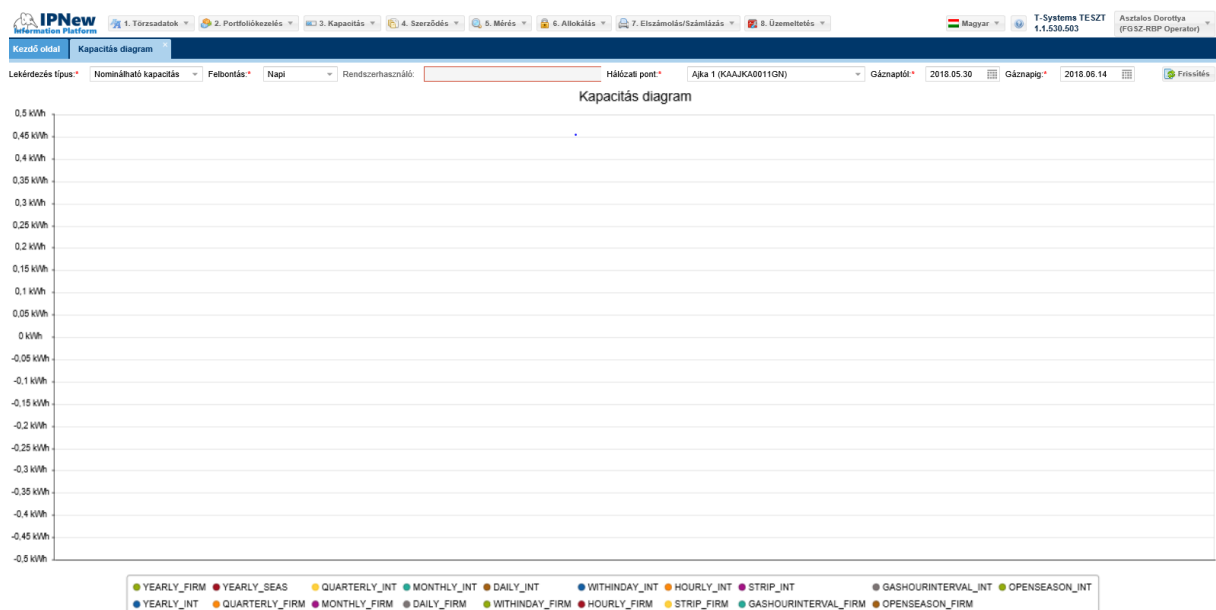 IPNew
Information Platform
1. Törzsadatok
2. Portfoliókezelés
3. Kapacitás
4. Szerződés
5. Mérés
6. Allokálás
7. Elszámolás/Számlázás
8. Üzemeltetés
Magyar
T-Systems TESZT
1.1.530.503
Asztalos Dorottya
(FGSZ-RBP Operator)
Kezdő oldal
Kapacitás diagram
Lekérdezés típus:* Nominálható kapacitás Felbontás:* Napi Rendszerhasználó: Hálózati pont:* Ajka 1 (KAAJKA0011GN) Gáznaptól:* 2018.05.30 Gáznapig:* 2018.06.14 Frissítés
Kapacitás diagram
0,5 kWh
0,45 kWh
0,4 kWh
0,35 kWh
0,3 kWh
0,25 kWh
0,2 kWh
0,15 kWh
0,1 kWh
0,05 kWh
0 kWh
-0,05 kWh
-0,1 kWh
-0,15 kWh
-0,2 kWh
-0,25 kWh
-0,3 kWh
-0,35 kWh
-0,4 kWh
-0,45 kWh
-0,5 kWh
YEARLY_FIRM YEARLY_SEAS QUARTERLY_INT MONTHLY_INT DAILY_INT WITHINDAY_INT HOURLY_INT STRIP_INT GASHOURINTERVAL_INT OPENSEASON_INT
YEARLY_INT QUARTERLY_FIRM MONTHLY_FIRM DAILY_FIRM WITHINDAY_FIRM HOURLY_FIRM STRIP_FIRM GASHOURINTERVAL_FIRM OPENSEASON_FIRM